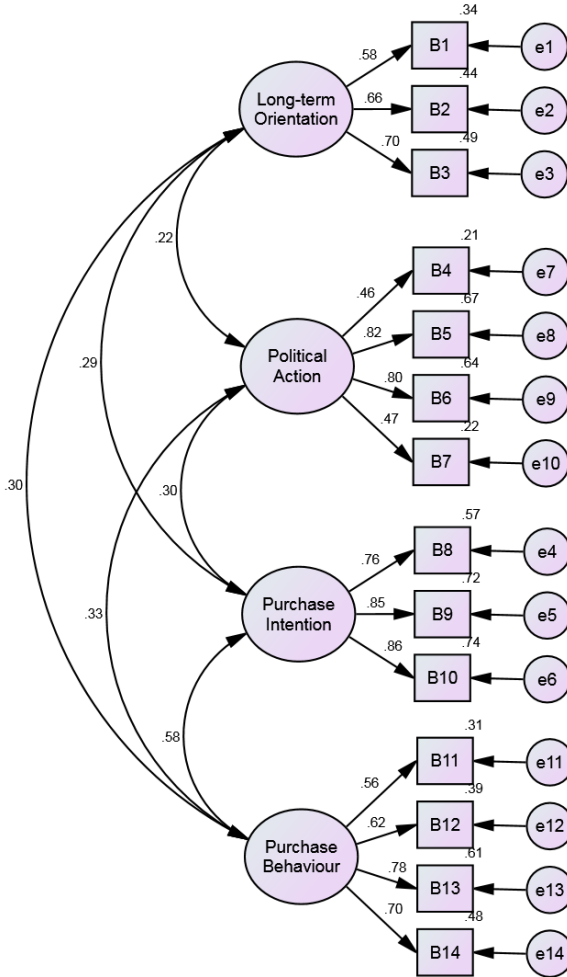 .34
B1
e1
.58
.44
Long-term
Orientation
.66
B2
e2
.49
.70
B3
e3
.22
.21
B4
e7
.46
.67
.82
B5
e8
Political
Action
.64
.29
.80
B6
e9
.22
.47
B7
e10
.30
.30
.57
B8
e4
.76
.72
Purchase
Intention
.85
B9
e5
.33
.74
.86
B10
e6
.58
.31
B11
e11
.56
.39
.62
B12
e12
Purchase
Behaviour
.61
.78
B13
e13
.48
.70
B14
e14